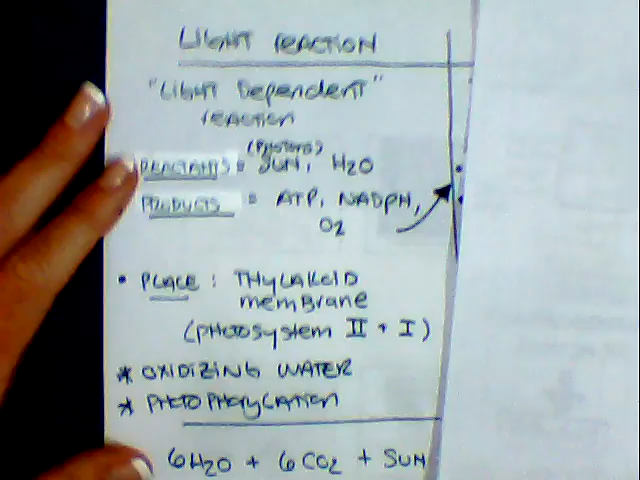 LIGHT REACTION
"LIGHT Dependent"
reaction
(PHOTONS)
REACTANTS = SUN, H2O
PRODUCTS = ATP, NADPH,
O2
• PLACE : THYLAKOID
membrane
(PHOTOSYSTEM II + I)
* OXIDIZING WATER
* PHOTOPHORYLATION
6H2O + 6CO2 + SUN